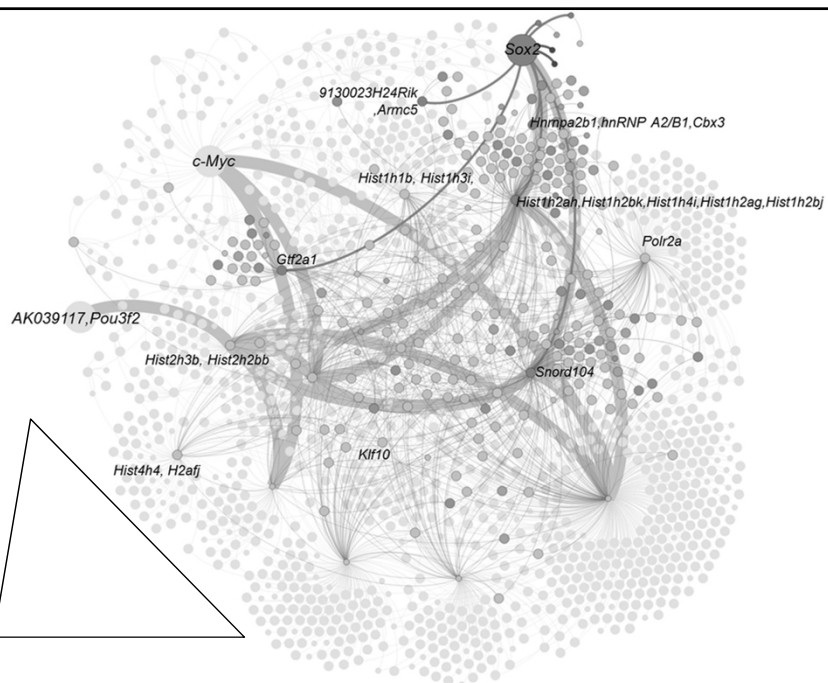 Sox2
9130023H24Rik
,Armc5
Hnrnpa2b1,hnRNP A2/B1,Cbx3
c-Myc
Hist1h1b, Hist1h3i,
Hist1h2ah,Hist1h2bk,Hist1h4i,Hist1h2ag,Hist1h2bj
Polr2a
Gtf2a1
AK039117,Pou3f2
Hist2h3b, Hist2h2bb
Snord104
Klf10
Hist4h4, H2afj